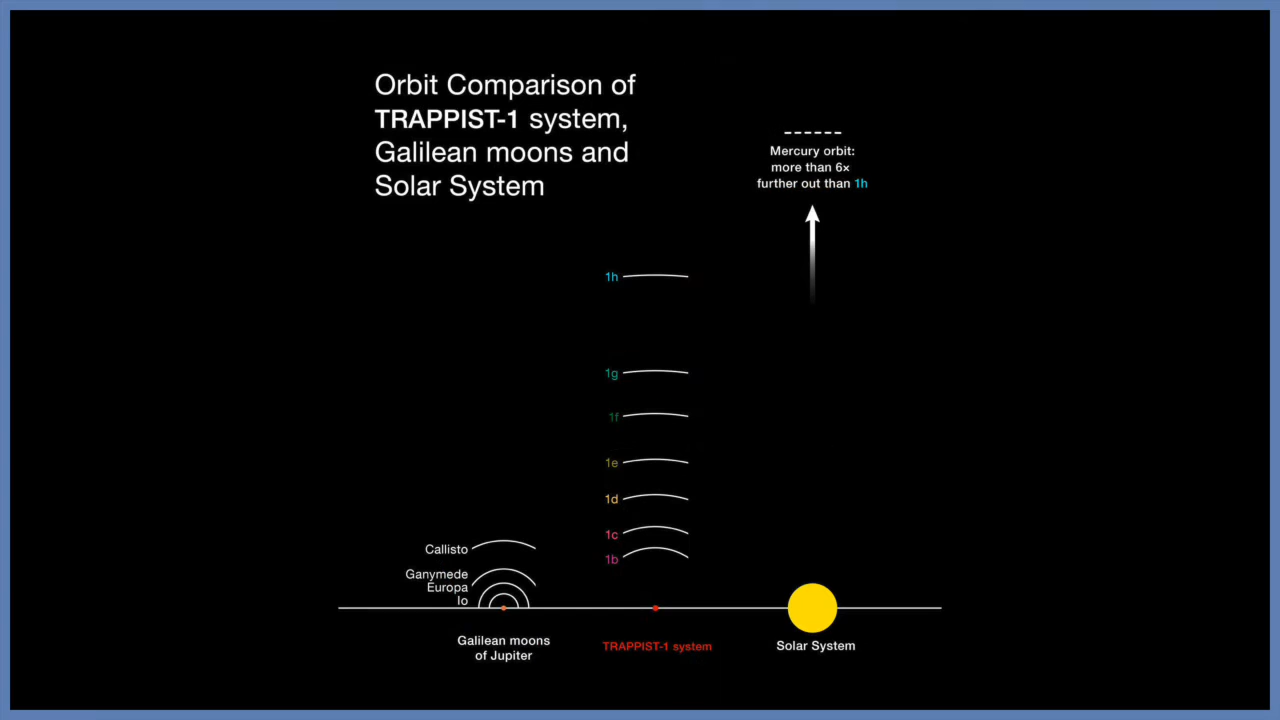 Orbit Comparison of
TRAPPIST-1 system,
Galilean moons and
Solar System
Mercury orbit:
more than 6×
further out than 1h
1h
1g
1f
1e
1d
1c
1b
Callisto
Ganymede
Europa
Io
Galilean moons
of Jupiter
TRAPPIST-1 system
Solar System